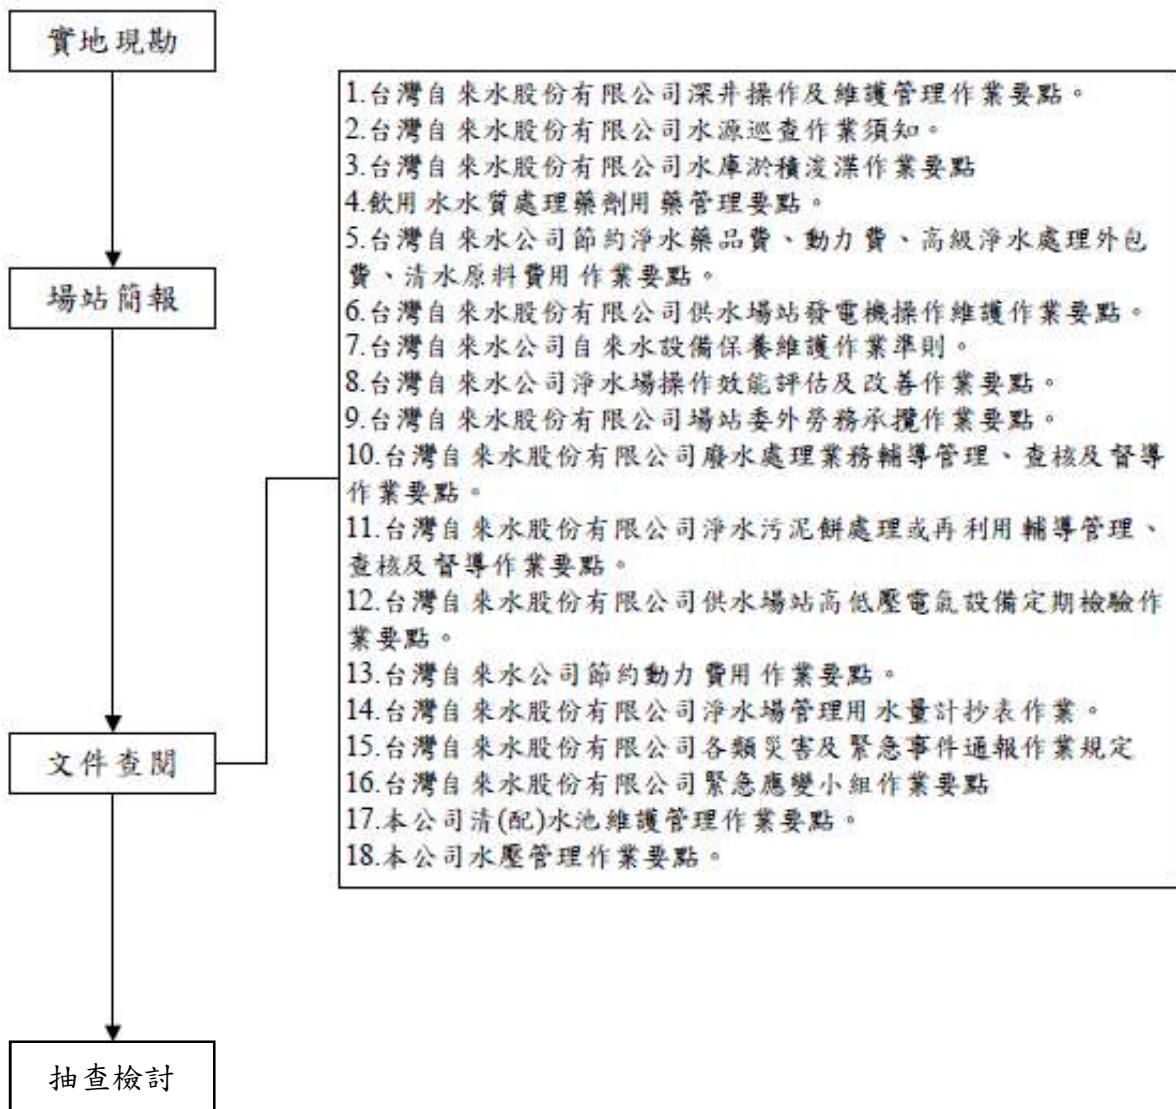 實地現勘
場站簡報
文件查閱
1.台灣自來水股份有限公司深井操作及維護管理作業要點。
2.台灣自來水股份有限公司水源巡查作業須知。
3.台灣自來水股份有限公司水庫淤積浚渫作業要點
4.飲用水水質處理藥劑用藥管理要點。
5.台灣自來水公司節約淨水藥品費、動力費、高級淨水處理外包
費、清水原料費用作業要點。
6.台灣自來水股份有限公司供水場站發電機操作維護作業要點。
7.台灣自來水公司自來水設備保養維護作業準則。
8.台灣自來水公司淨水場操作效能評估及改善作業要點。
9.台灣自來水股份有限公司場站委外勞務承攬作業要點。
10.台灣自來水股份有限公司廢水處理業務輔導管理、查核及督導
作業要點。
11.台灣自來水股份有限公司淨水污泥餅處理或再利用輔導管理、
查核及督導作業要點。
12.台灣自來水股份有限公司供水場站高低壓電氣設備定期檢驗作
業要點。
13.台灣自來水公司節約動力費用作業要點。
14.台灣自來水股份有限公司淨水場管理用水量計抄表作業。
15.台灣自來水股份有限公司各類災害及緊急事件通報作業規定
16.台灣自來水股份有限公司緊急應變小組作業要點
17.本公司清(配)水池維護管理作業要點。
18.本公司水壓管理作業要點。
抽查檢討